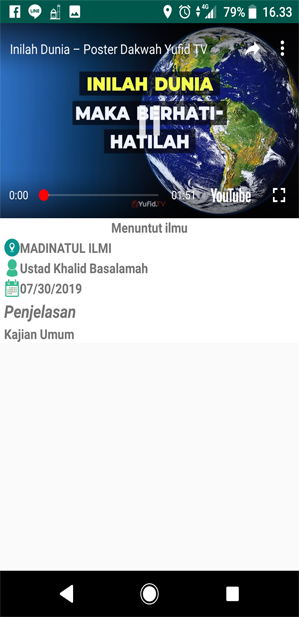 79% 16.33
Inilah Dunia – Poster Dakwah Yufid TV
INILAH DUNIA
MAKA BERHATI-
HATILAH
0:00 01:51 YouTube
YuFid.TV
Menuntut ilmu
MADINATUL ILMI
Ustad Khalid Basalamah
07/30/2019
Penjelasan
Kajian Umum